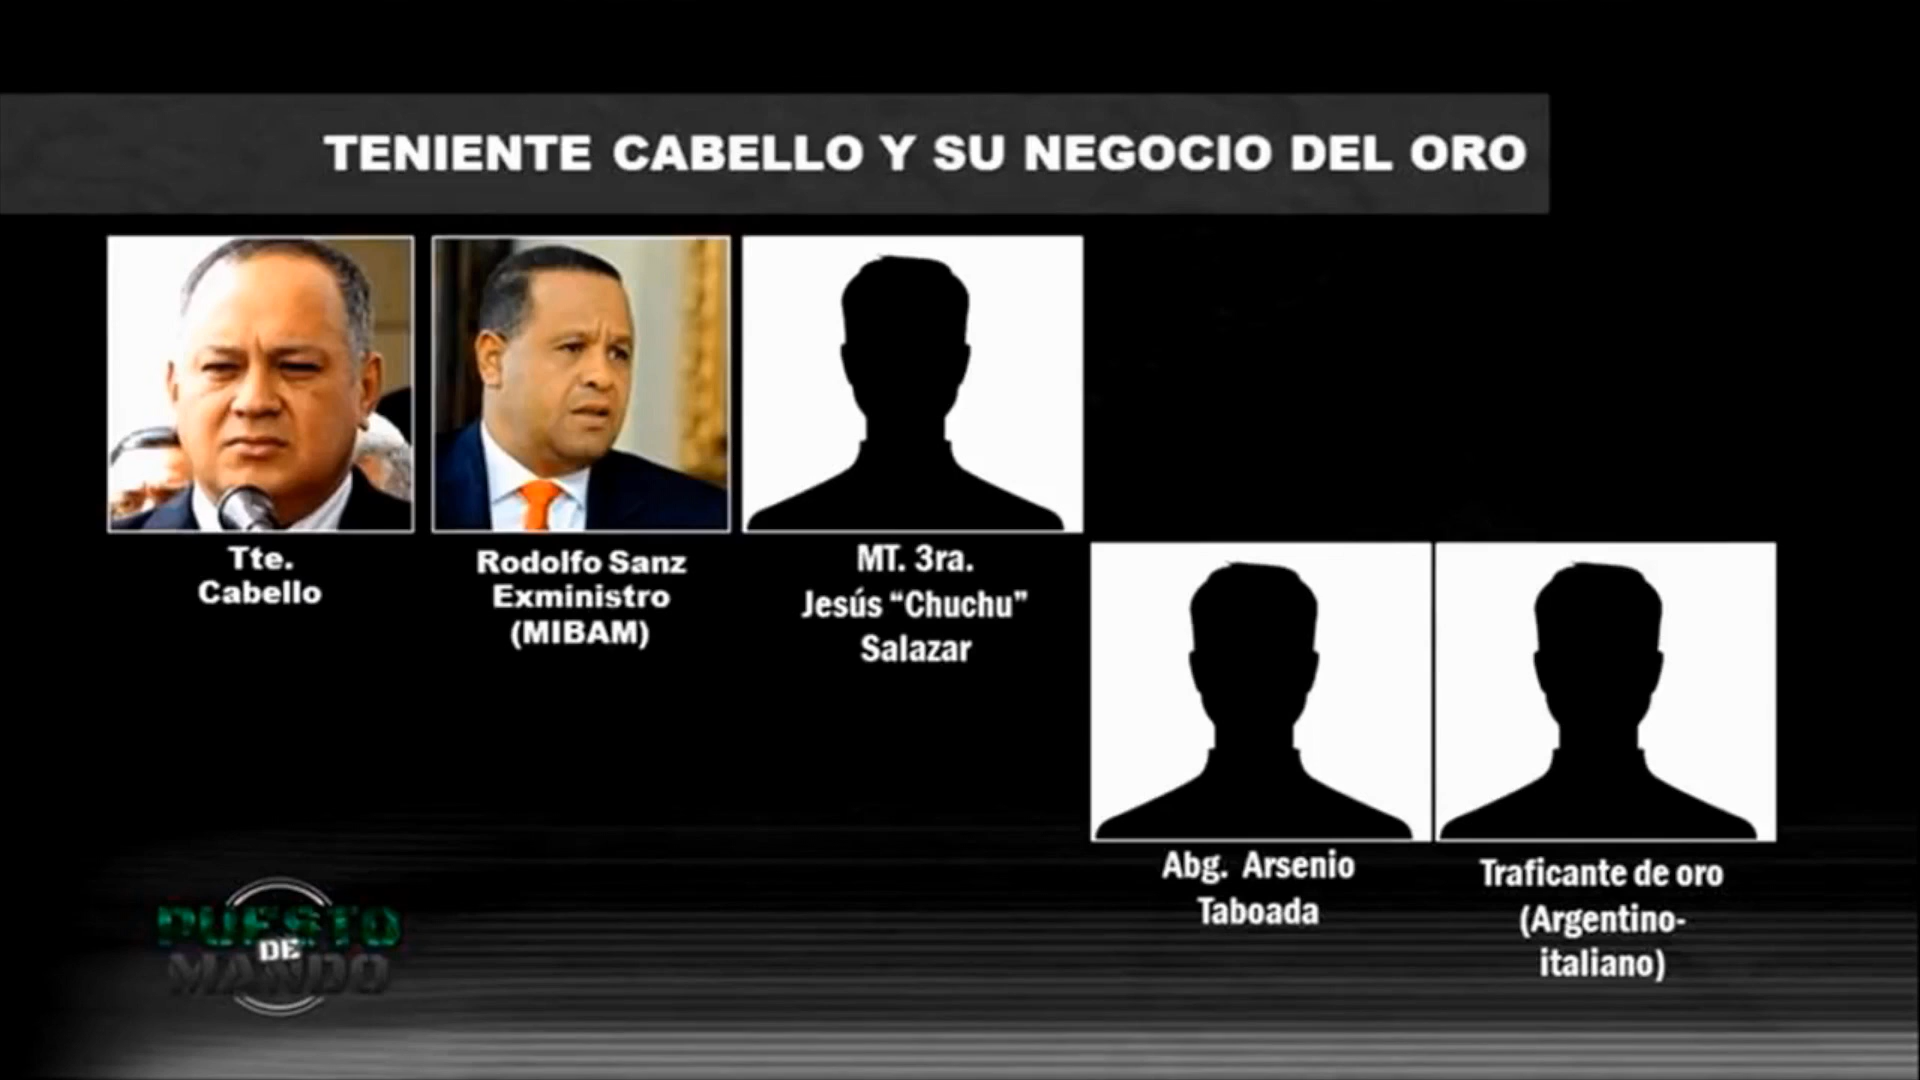 TENIENTE CABELLO Y SU NEGOCIO DEL ORO
Tte.
Cabello
Rodolfo Sanz
Exministro
(MIBAM)
MT. 3ra.
Jesús “Chuchu”
Salazar
Abg. Arsenio
Taboada
Traficante de oro
(Argentino-
italiano)
PUESTO
DE
MANDO